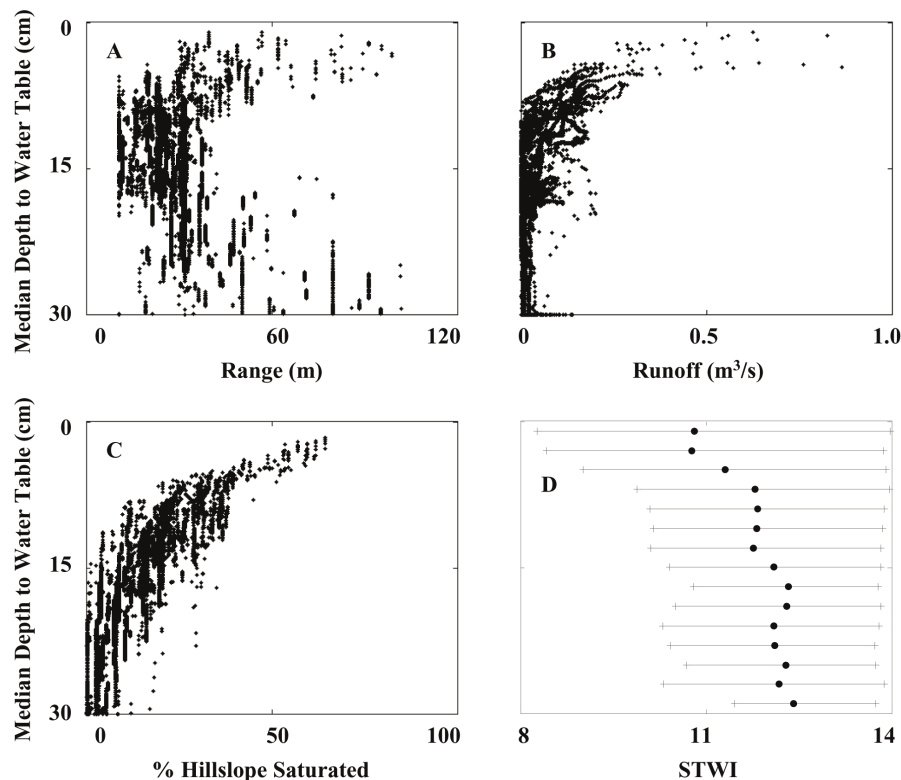 0
15
30
Median Depth to Water Table (cm)
A
0
60
120
Range (m)
B
0
0.5
1.0
Runoff (m³/s)
0
15
30
Median Depth to Water Table (cm)
C
0
50
100
% Hillslope Saturated
D
8
11
14
STWI